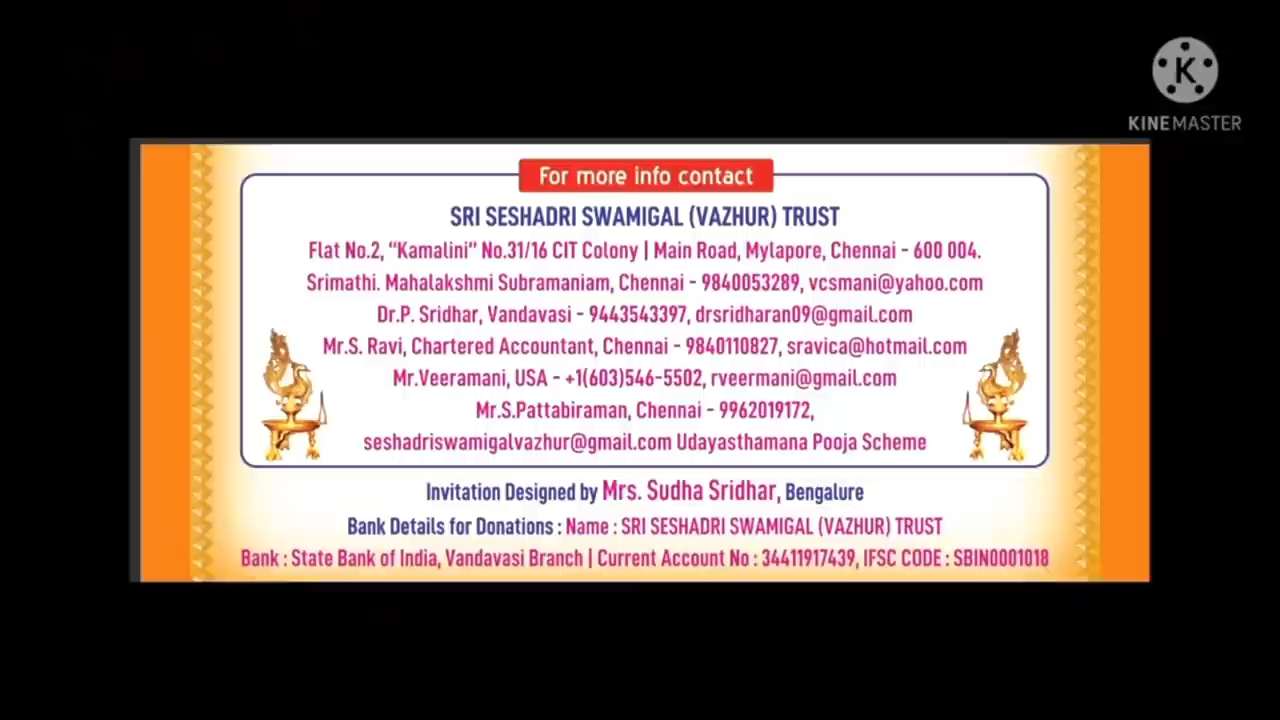 K
KINEMASTER
For more info contact
SRI SESHADRI SWAMIGAL (VAZHUR) TRUST
Flat No.2, "Kamalini" No.31/16 CIT Colony | Main Road, Mylapore, Chennai - 600 004.
Srimathi. Mahalakshmi Subramaniam, Chennai - 9840053289, vcsmani@yahoo.com
Dr.P. Sridhar, Vandavasi - 9443543397, drsridharan09@gmail.com
Mr.S. Ravi, Chartered Accountant, Chennai - 9840110827, sravica@hotmail.com
Mr.Veeramani, USA - +1(603)546-5502, rveermani@gmail.com
Mr.S.Pattabiraman, Chennai - 9962019172,
seshadriswamigalvazhur@gmail.com Udayasthamana Pooja Scheme
Invitation Designed by Mrs. Sudha Sridhar, Bengalure
Bank Details for Donations : Name : SRI SESHADRI SWAMIGAL (VAZHUR) TRUST
Bank : State Bank of India, Vandavasi Branch | Current Account No : 34411917439, IFSC CODE : SBIN0001018